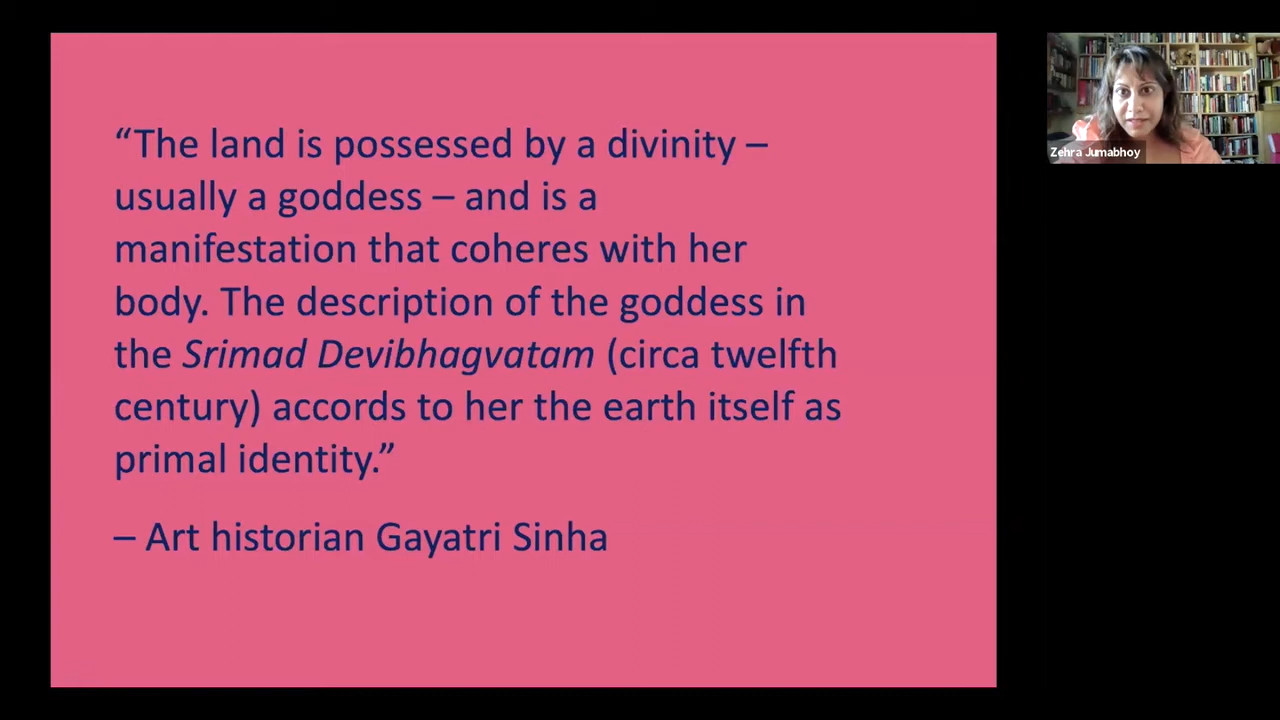 “The land is possessed by a divinity –
usually a goddess – and is a
manifestation that coheres with her
body. The description of the goddess in
the Srimad Devibhagvatam (circa twelfth
century) accords to her the earth itself as
primal identity.”
– Art historian Gayatri Sinha
Zehra Jumabhoy